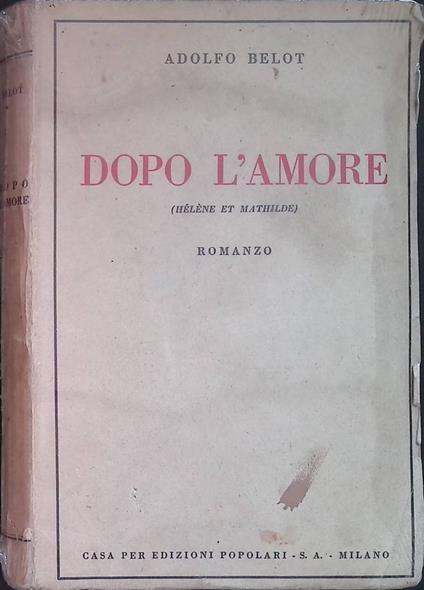 ADOLFO BELOT
DOPO L'AMORE
(HÉLÈNE ET MATHILDE)
ROMANZO
CASA PER EDIZIONI POPOLARI - S. A. - MILANO
BELOT
DOPO
L'AMORE